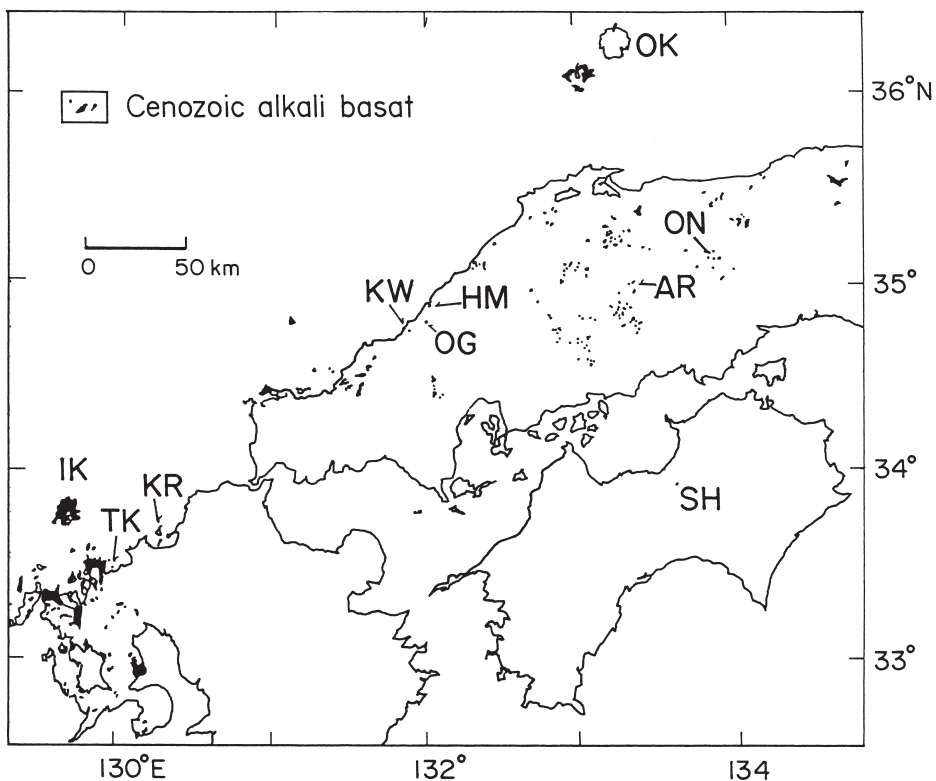 OK
36°N
Cenozoic alkali basat
ON
0 50 km
35°
KW
HM
AR
OG
34°
IK
KR
SH
TK
33°
130°E 132° 134